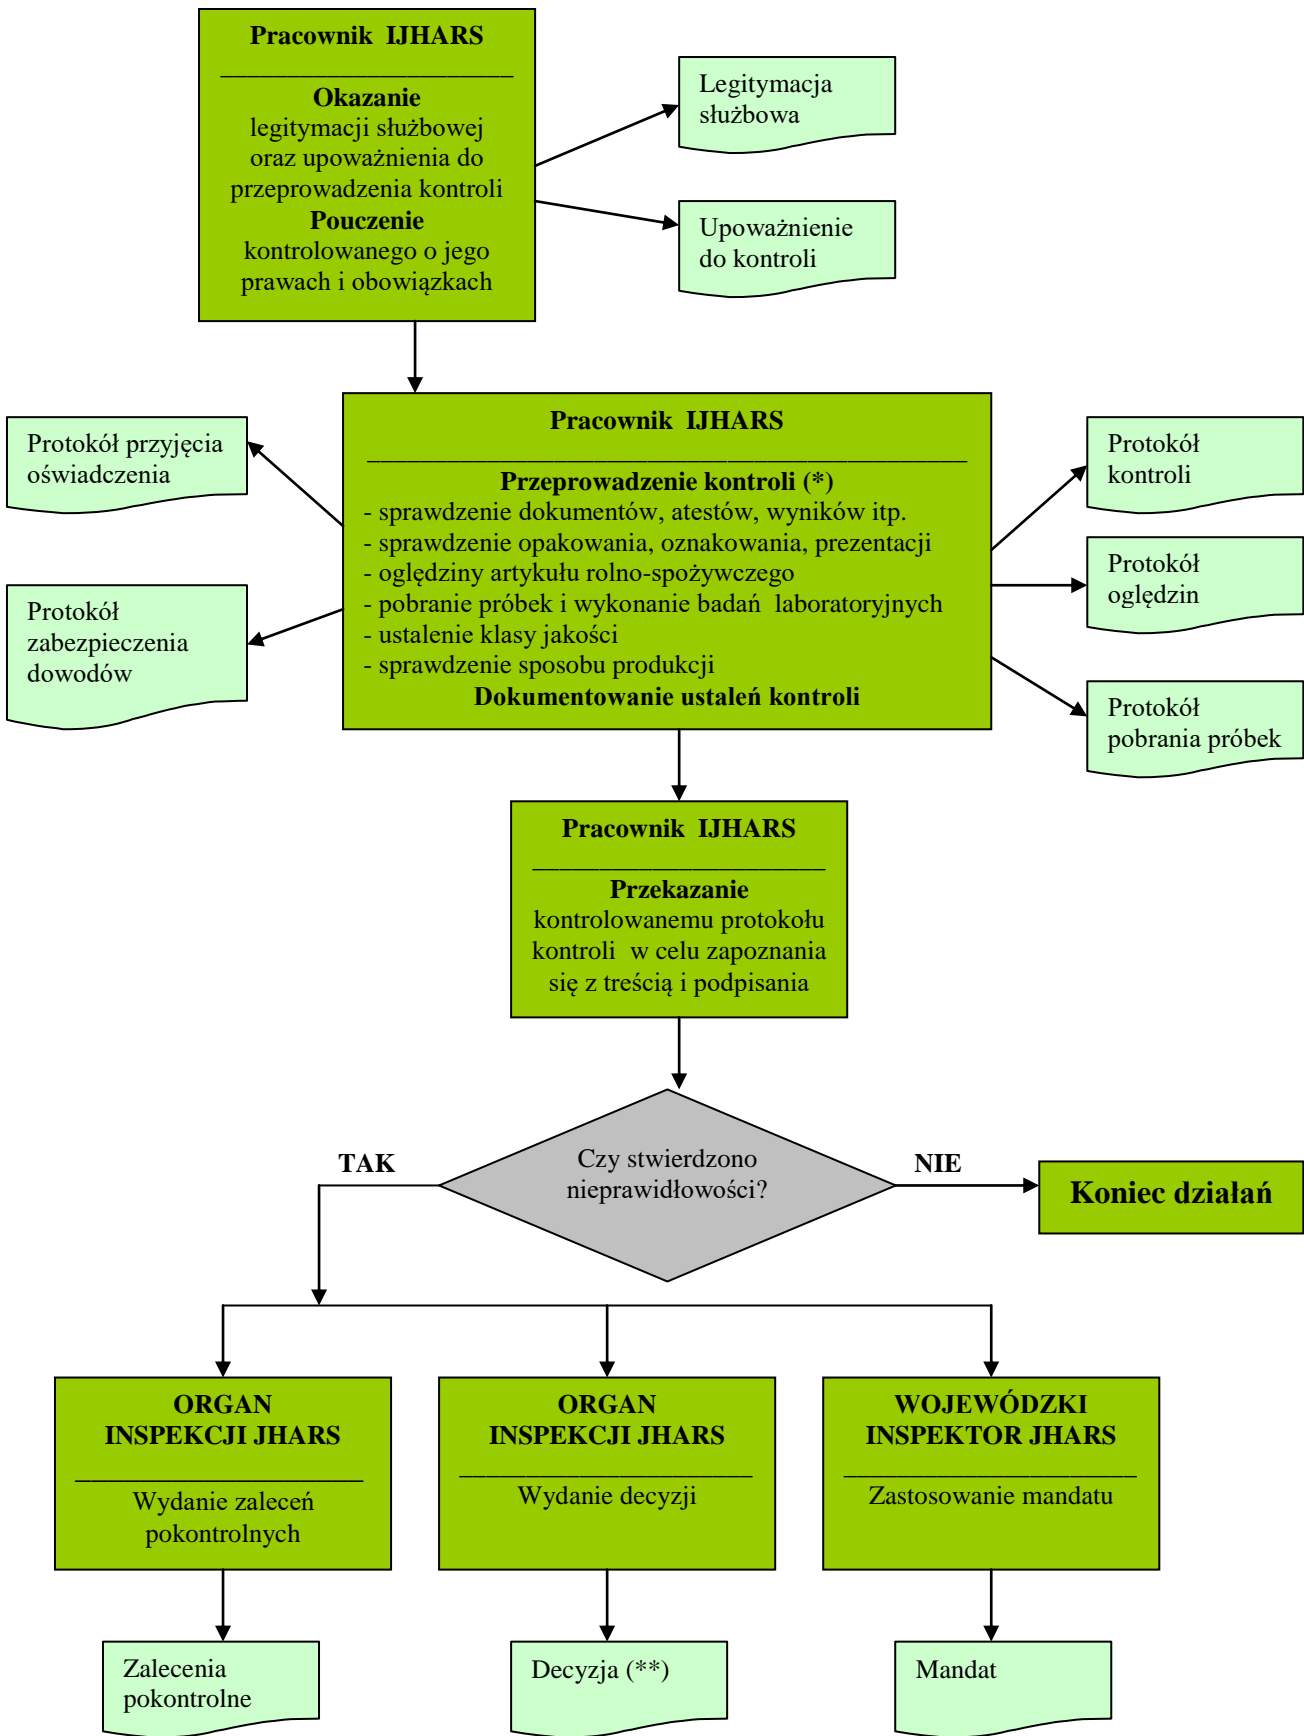 Pracownik IJHARS
Okazanie
legitymacji służbowej
oraz upoważnienia do
przeprowadzenia kontroli
Pouczenie
kontrolowanego o jego
prawach i obowiązkach
Legitymacja
służbowa
Upoważnienie
do kontroli
Protokół przyjęcia
oświadczenia
Protokół
zabezpieczenia
dowodów
Pracownik IJHARS
Przeprowadzenie kontroli (*)
- sprawdzenie dokumentów, atestów, wyników itp.
- sprawdzenie opakowania, oznakowania, prezentacji
- oględziny artykułu rolno-spożywczego
- pobranie próbek i wykonanie badań laboratoryjnych
- ustalenie klasy jakości
- sprawdzenie sposobu produkcji
Dokumentowanie ustaleń kontroli
Protokół
kontroli
Protokół
oględzin
Protokół
pobrania próbek
Pracownik IJHARS
Przekazanie
kontrolowanemu protokołu
kontroli w celu zapoznania
się z treścią i podpisania
TAK
Czy stwierdzono
nieprawidłowości?
NIE
Koniec działań
ORGAN
INSPEKCJI JHARS
Wydanie zaleceń
pokontrolnych
ORGAN
INSPEKCJI JHARS
Wydanie decyzji
WOJEWÓDZKI
INSPEKTOR JHARS
Zastosowanie mandatu
Zalecenia
pokontrolne
Decyzja (**)
Mandat